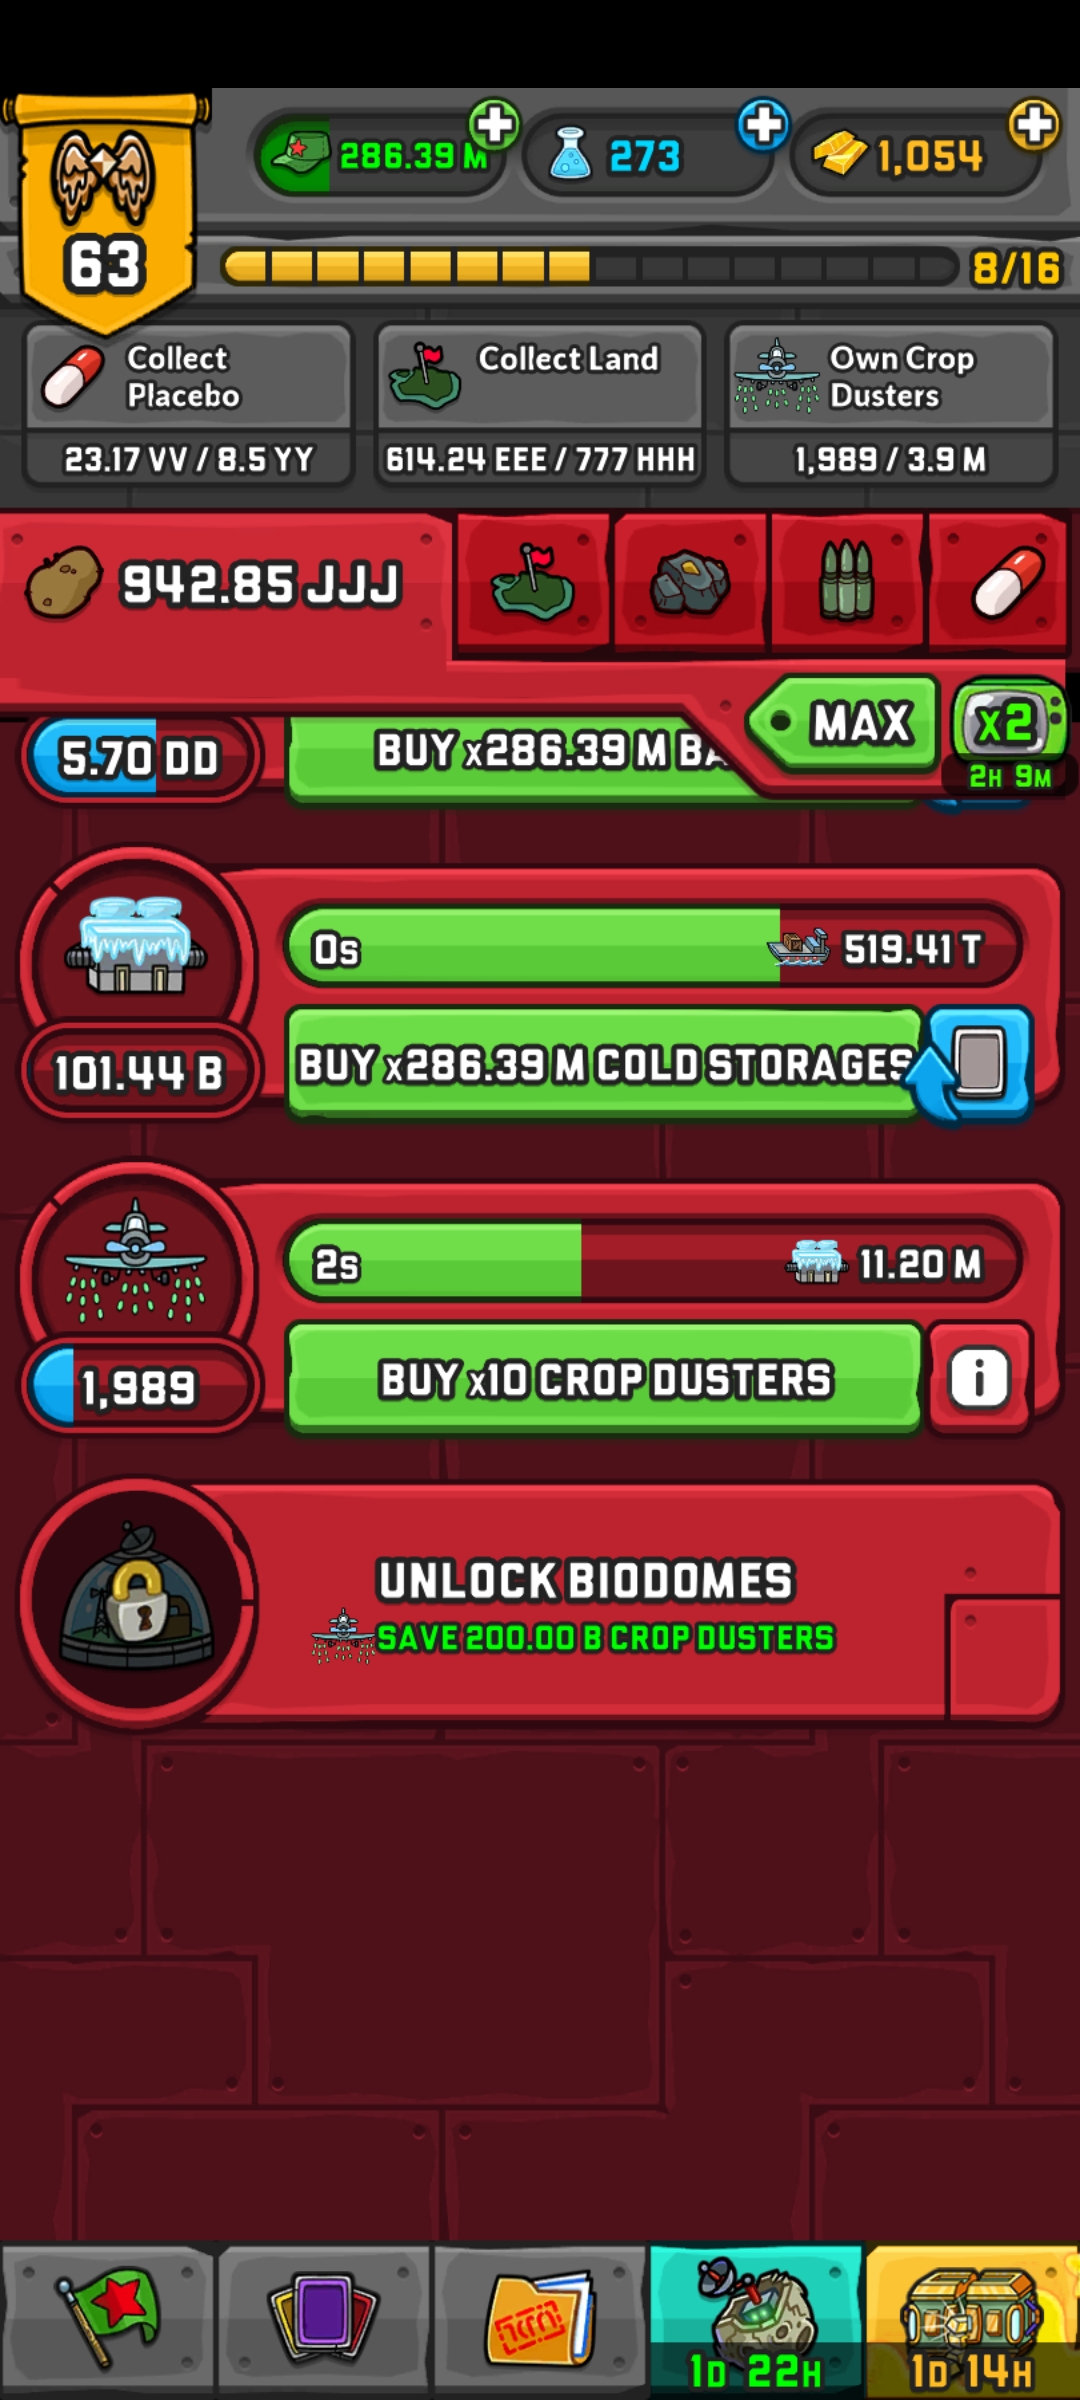 63
286.39 M
273
1,054
8/16
Collect
Placebo
23.17 VV / 8.5 YY
Collect Land
614.24 EEE / 777 HHH
Own Crop
Dusters
1,989 / 3.9 M
942.85 JJJ
MAX
x2
2H 9M
5.70 DD
BUY x286.39 M
0s
519.41 T
101.44 B
BUY x286.39 M COLD STORAGES
2s
11.20 M
1,989
BUY x10 CROP DUSTERS
i
UNLOCK BIODOMES
SAVE 200.00 B CROP DUSTERS
1D 22H
1D 14H